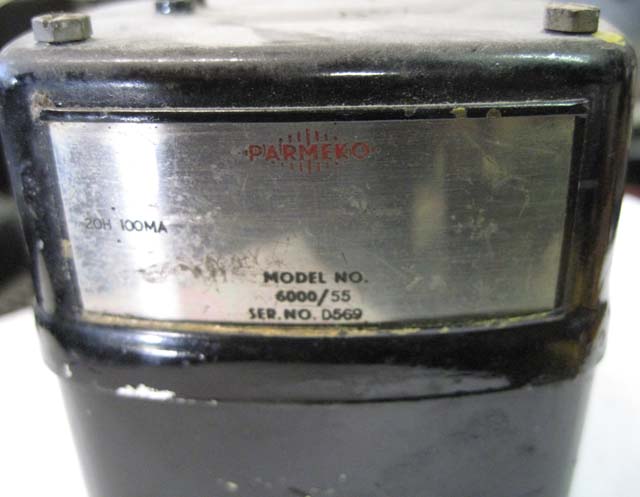 PARMEKO
20H 100MA
MODEL NO.
6000/55
SER. NO. D569